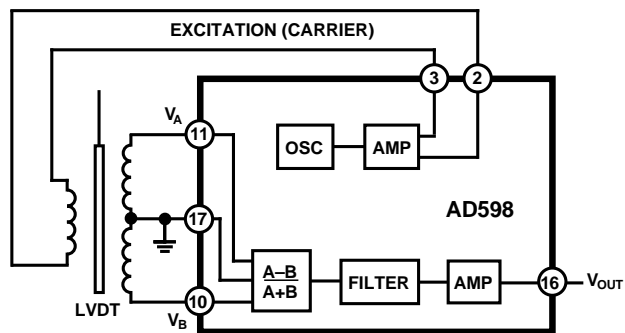 EXCITATION (CARRIER)
3
2
VA
11
OSC
AMP
17
AD598
A–B
A+B
FILTER
AMP
16
VOUT
LVDT
10
VB